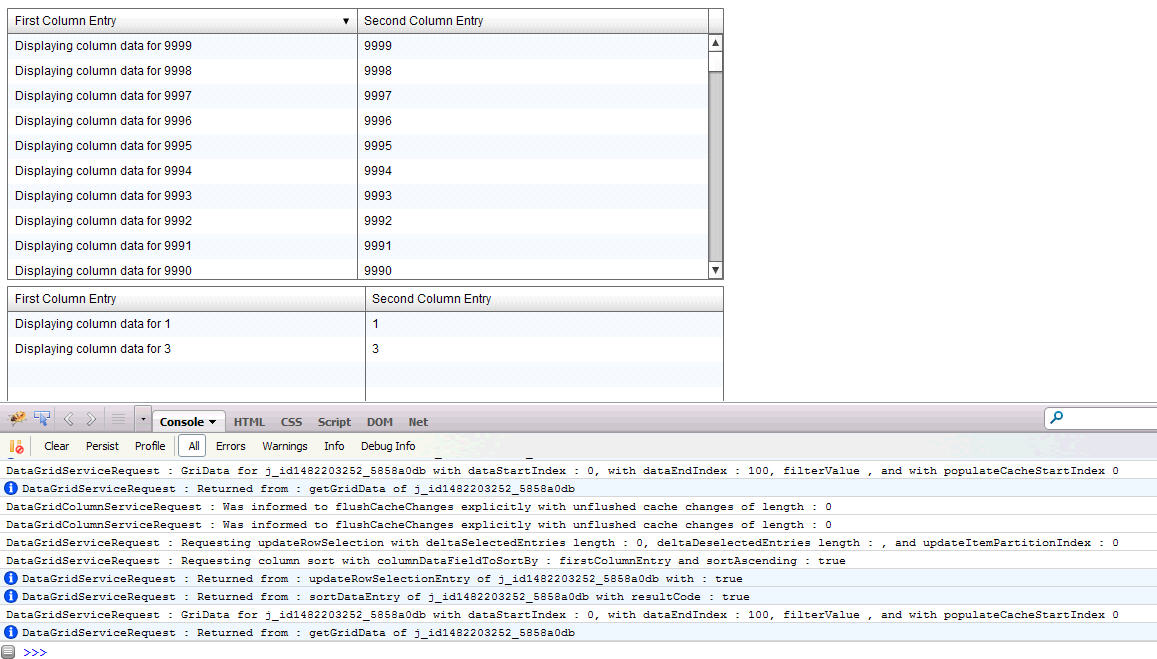 First Column Entry ▼ Second Column Entry
Displaying column data for 9999 9999
Displaying column data for 9998 9998
Displaying column data for 9997 9997
Displaying column data for 9996 9996
Displaying column data for 9995 9995
Displaying column data for 9994 9994
Displaying column data for 9993 9993
Displaying column data for 9992 9992
Displaying column data for 9991 9991
Displaying column data for 9990 9990
First Column Entry Second Column Entry
Displaying column data for 1 1
Displaying column data for 3 3
Console ▼ HTML CSS Script DOM Net
Clear Persist Profile All Errors Warnings Info Debug Info
DataGridServiceRequest : GriData for j_id1482203252_5858a0db with dataStartIndex : 0, with dataEndIndex : 100, filterValue , and with populateCacheStartIndex 0
DataGridServiceRequest : Returned from : getGridData of j_id1482203252_5858a0db
DataGridColumnServiceRequest : Was informed to flushCacheChanges explicitly with unflushed cache changes of length : 0
DataGridColumnServiceRequest : Was informed to flushCacheChanges explicitly with unflushed cache changes of length : 0
DataGridServiceRequest : Requesting updateRowSelection with deltaSelectedEntries length : 0, deltaDeselectedEntries length : , and updateItemPartitionIndex : 0
DataGridServiceRequest : Requesting column sort with columnDataFieldToSortBy : firstColumnEntry and sortAscending : true
DataGridServiceRequest : Returned from : updateRowSelectionEntry of j_id1482203252_5858a0db with : true
DataGridServiceRequest : Returned from : sortDataEntry of j_id1482203252_5858a0db with resultCode : true
DataGridServiceRequest : GriData for j_id1482203252_5858a0db with dataStartIndex : 0, with dataEndIndex : 100, filterValue , and with populateCacheStartIndex 0
DataGridServiceRequest : Returned from : getGridData of j_id1482203252_5858a0db
>>>